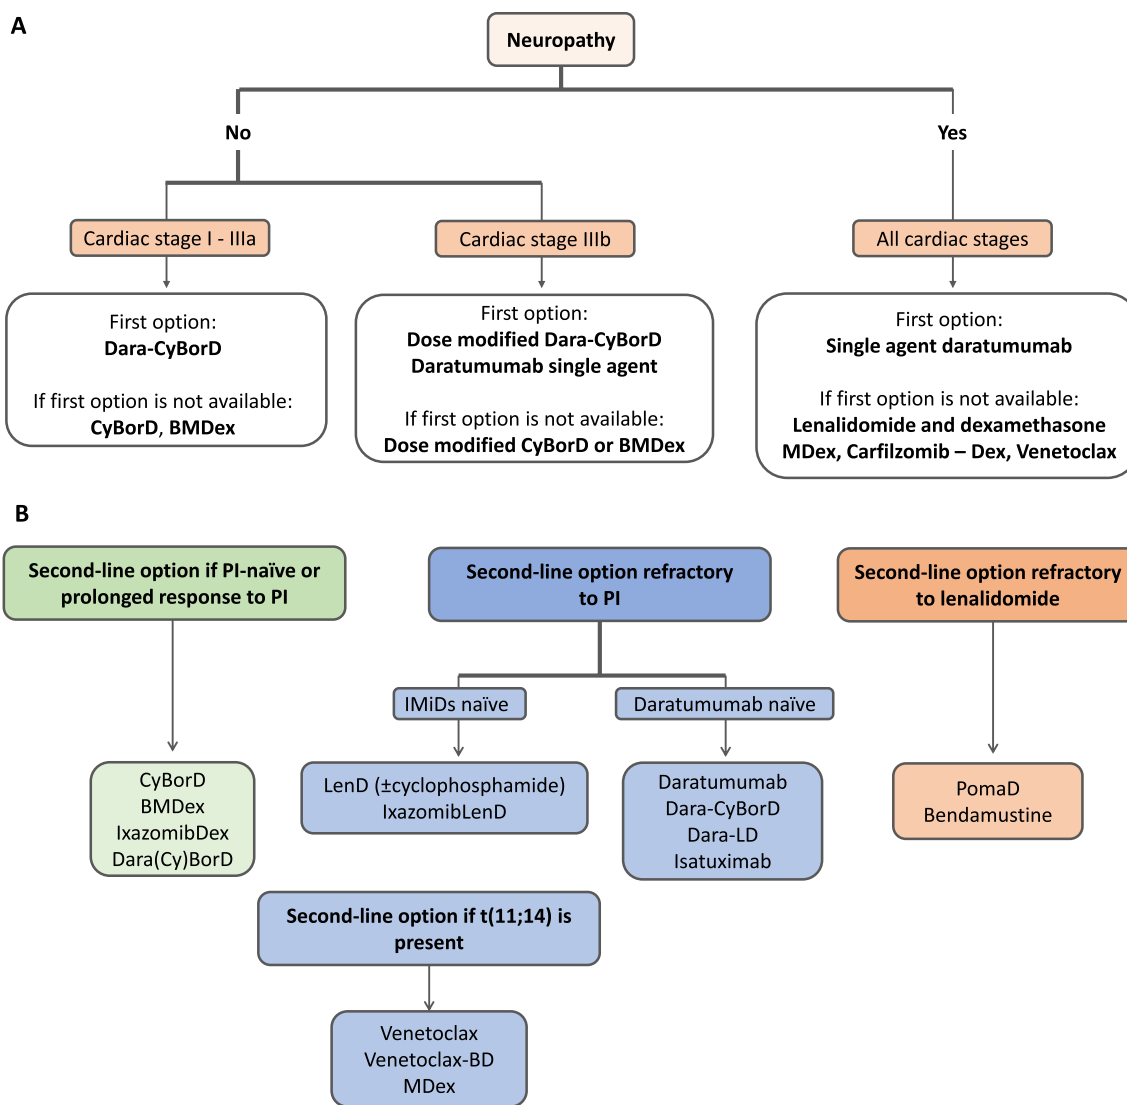 A
Neuropathy
No
Yes
Cardiac stage I - IIIa
Cardiac stage IIIb
All cardiac stages
First option:
Dara-CyBorD
If first option is not available:
CyBorD, BMDex
First option:
Dose modified Dara-CyBorD
Daratumumab single agent
If first option is not available:
Dose modified CyBorD or BMDex
First option:
Single agent daratumumab
If first option is not available:
Lenalidomide and dexamethasone
MDex, Carfilzomib – Dex, Venetoclax
B
Second-line option if PI-naïve or
prolonged response to PI
Second-line option refractory
to PI
Second-line option refractory
to lenalidomide
IMiDs naïve
Daratumumab naïve
CyBorD
BMDex
IxazomibDex
Dara(Cy)BorD
LenD (±cyclophosphamide)
IxazomibLenD
Daratumumab
Dara-CyBorD
Dara-LD
Isatuximab
PomaD
Bendamustine
Second-line option if t(11;14) is
present
Venetoclax
Venetoclax-BD
MDex